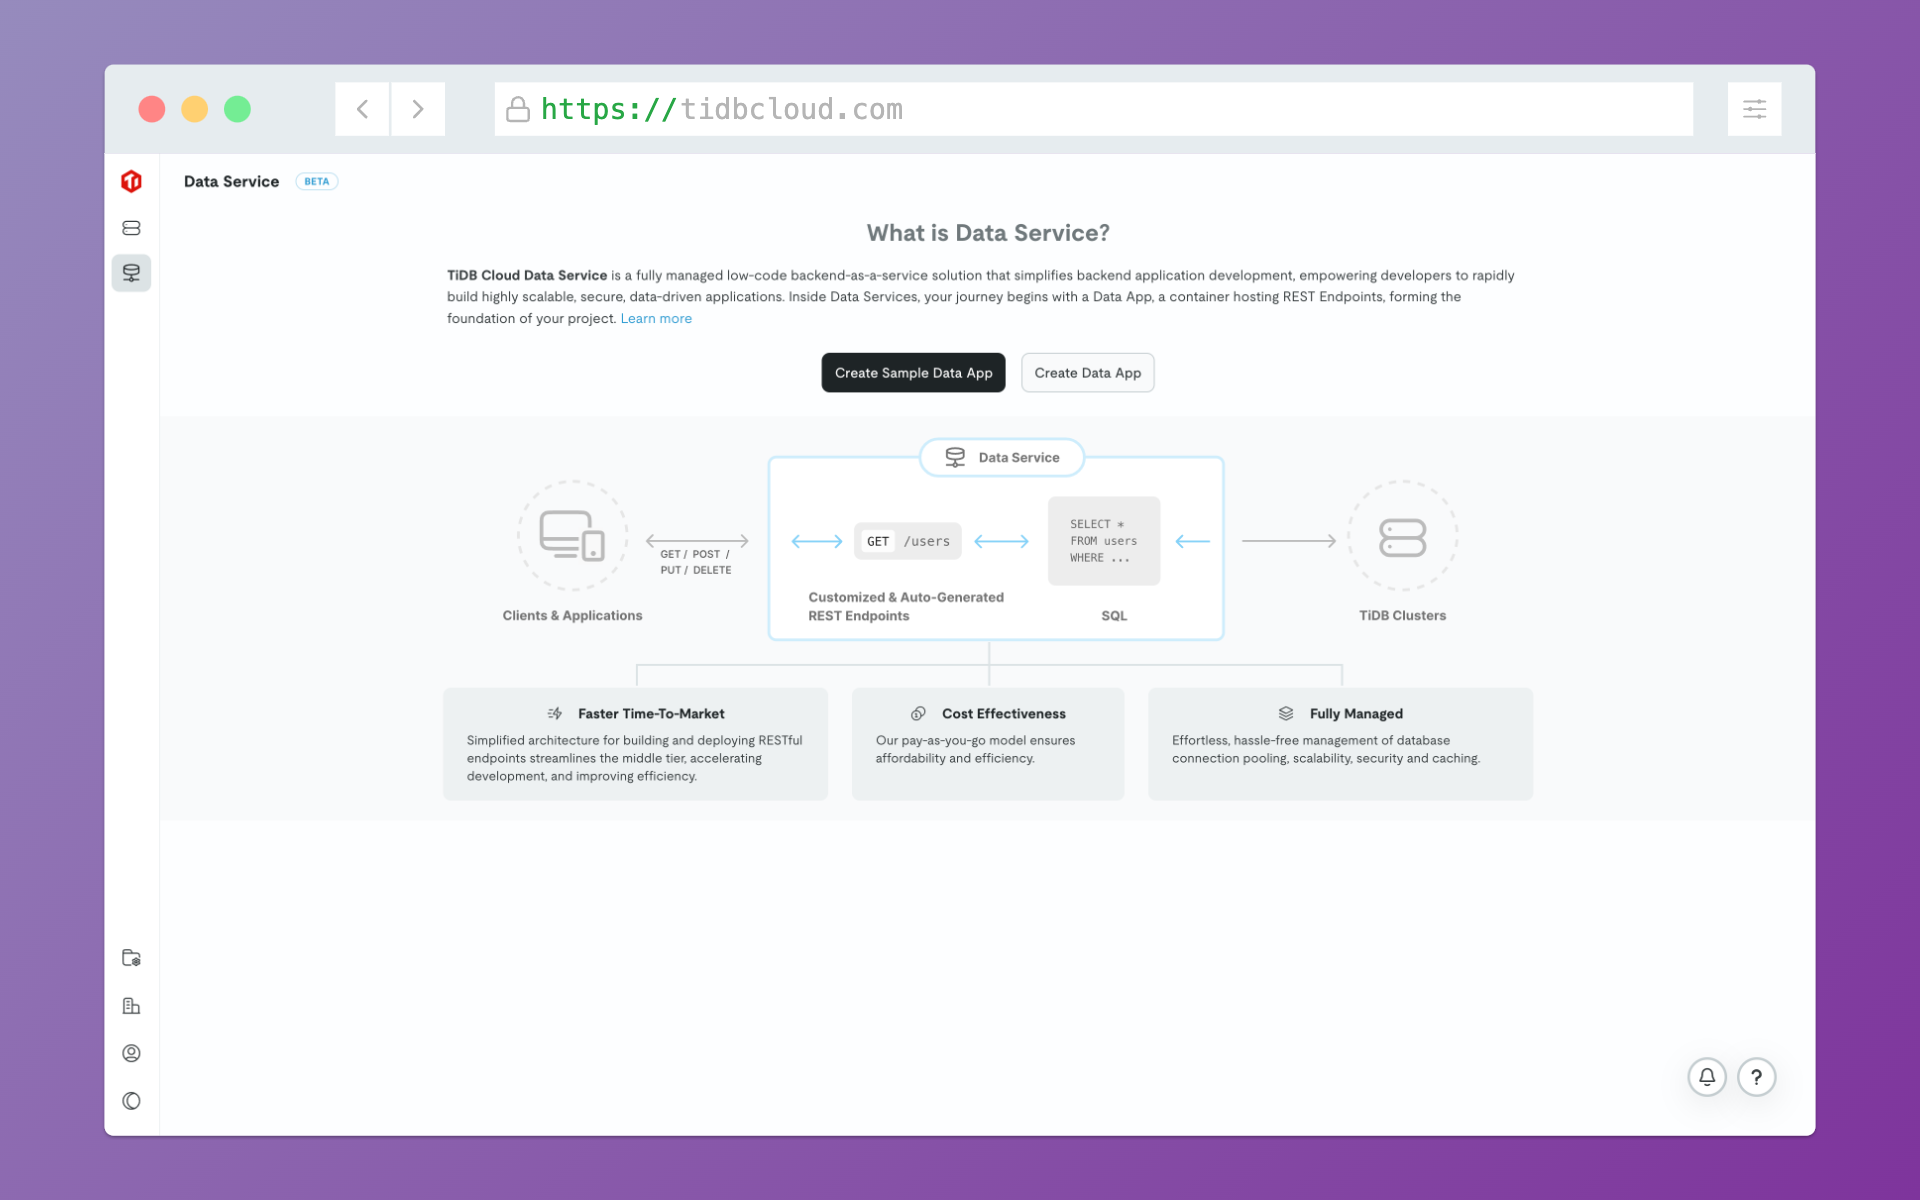 https://tidbcloud.com
Data Service BETA
What is Data Service?
TiDB Cloud Data Service is a fully managed low-code backend-as-a-service solution that simplifies backend application development, empowering developers to rapidly
build highly scalable, secure, data-driven applications. Inside Data Services, your journey begins with a Data App, a container hosting REST Endpoints, forming the
foundation of your project. Learn more
Create Sample Data App
Create Data App
Data Service
GET / POST /
PUT / DELETE
GET /users
SELECT *
FROM users
WHERE ...
Clients & Applications
Customized & Auto-Generated
REST Endpoints
SQL
TiDB Clusters
Faster Time-To-Market
Simplified architecture for building and deploying RESTful
endpoints streamlines the middle tier, accelerating
development, and improving efficiency.
Cost Effectiveness
Our pay-as-you-go model ensures
affordability and efficiency.
Fully Managed
Effortless, hassle-free management of database
connection pooling, scalability, security and caching.
?